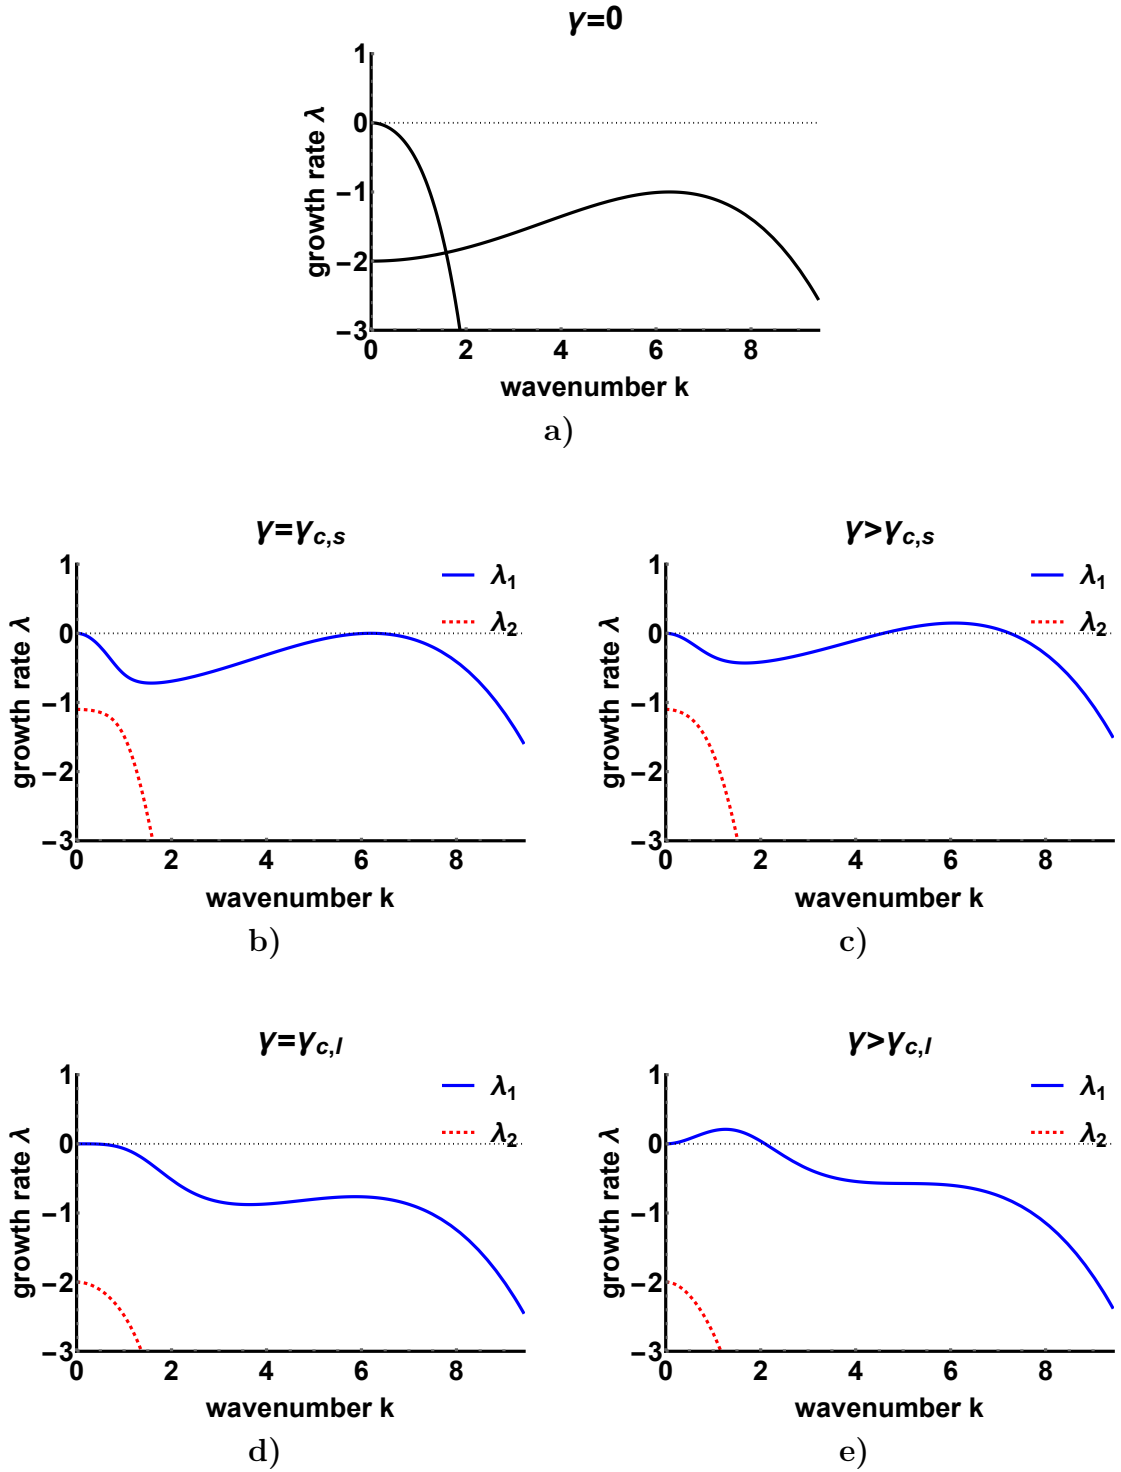 γ=0
growth rate λ
1
0
−1
−2
−3
0 2 4 6 8
wavenumber k
a)
γ=γc,s
growth rate λ
1
0
−1
−2
−3
λ1
λ2
0 2 4 6 8
wavenumber k
b)
γ>γc,s
growth rate λ
1
0
−1
−2
−3
λ1
λ2
0 2 4 6 8
wavenumber k
c)
γ=γc,l
growth rate λ
1
0
−1
−2
−3
λ1
λ2
0 2 4 6 8
wavenumber k
d)
γ>γc,l
growth rate λ
1
0
−1
−2
−3
λ1
λ2
0 2 4 6 8
wavenumber k
e)